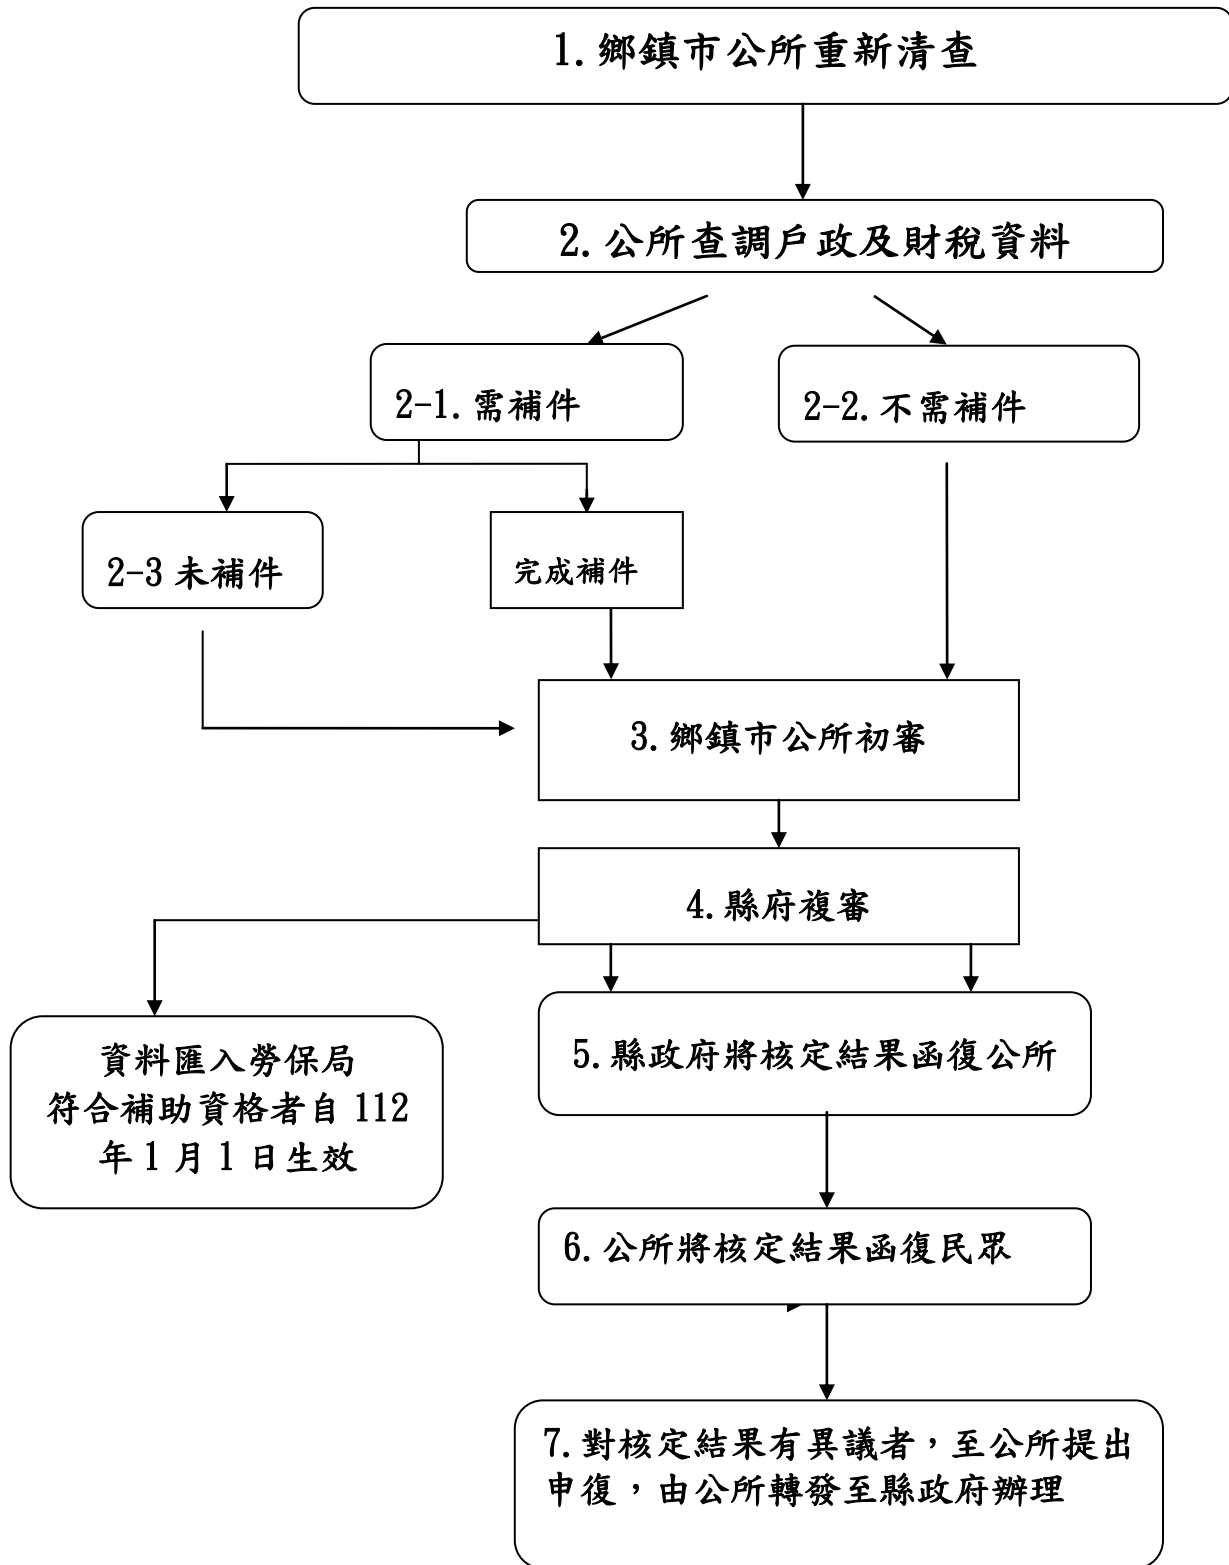 1.鄉鎮市公所重新清查
2.公所查調戶政及財稅資料
2-1.需補件
2-2.不需補件
2-3 未補件
完成補件
3.鄉鎮市公所初審
4.縣府複審
資料匯入勞保局
符合補助資格者自 112
年 1 月 1 日生效
5.縣政府將核定結果函復公所
6.公所將核定結果函復民眾
7.對核定結果有異議者，至公所提出
申復，由公所轉發至縣政府辦理